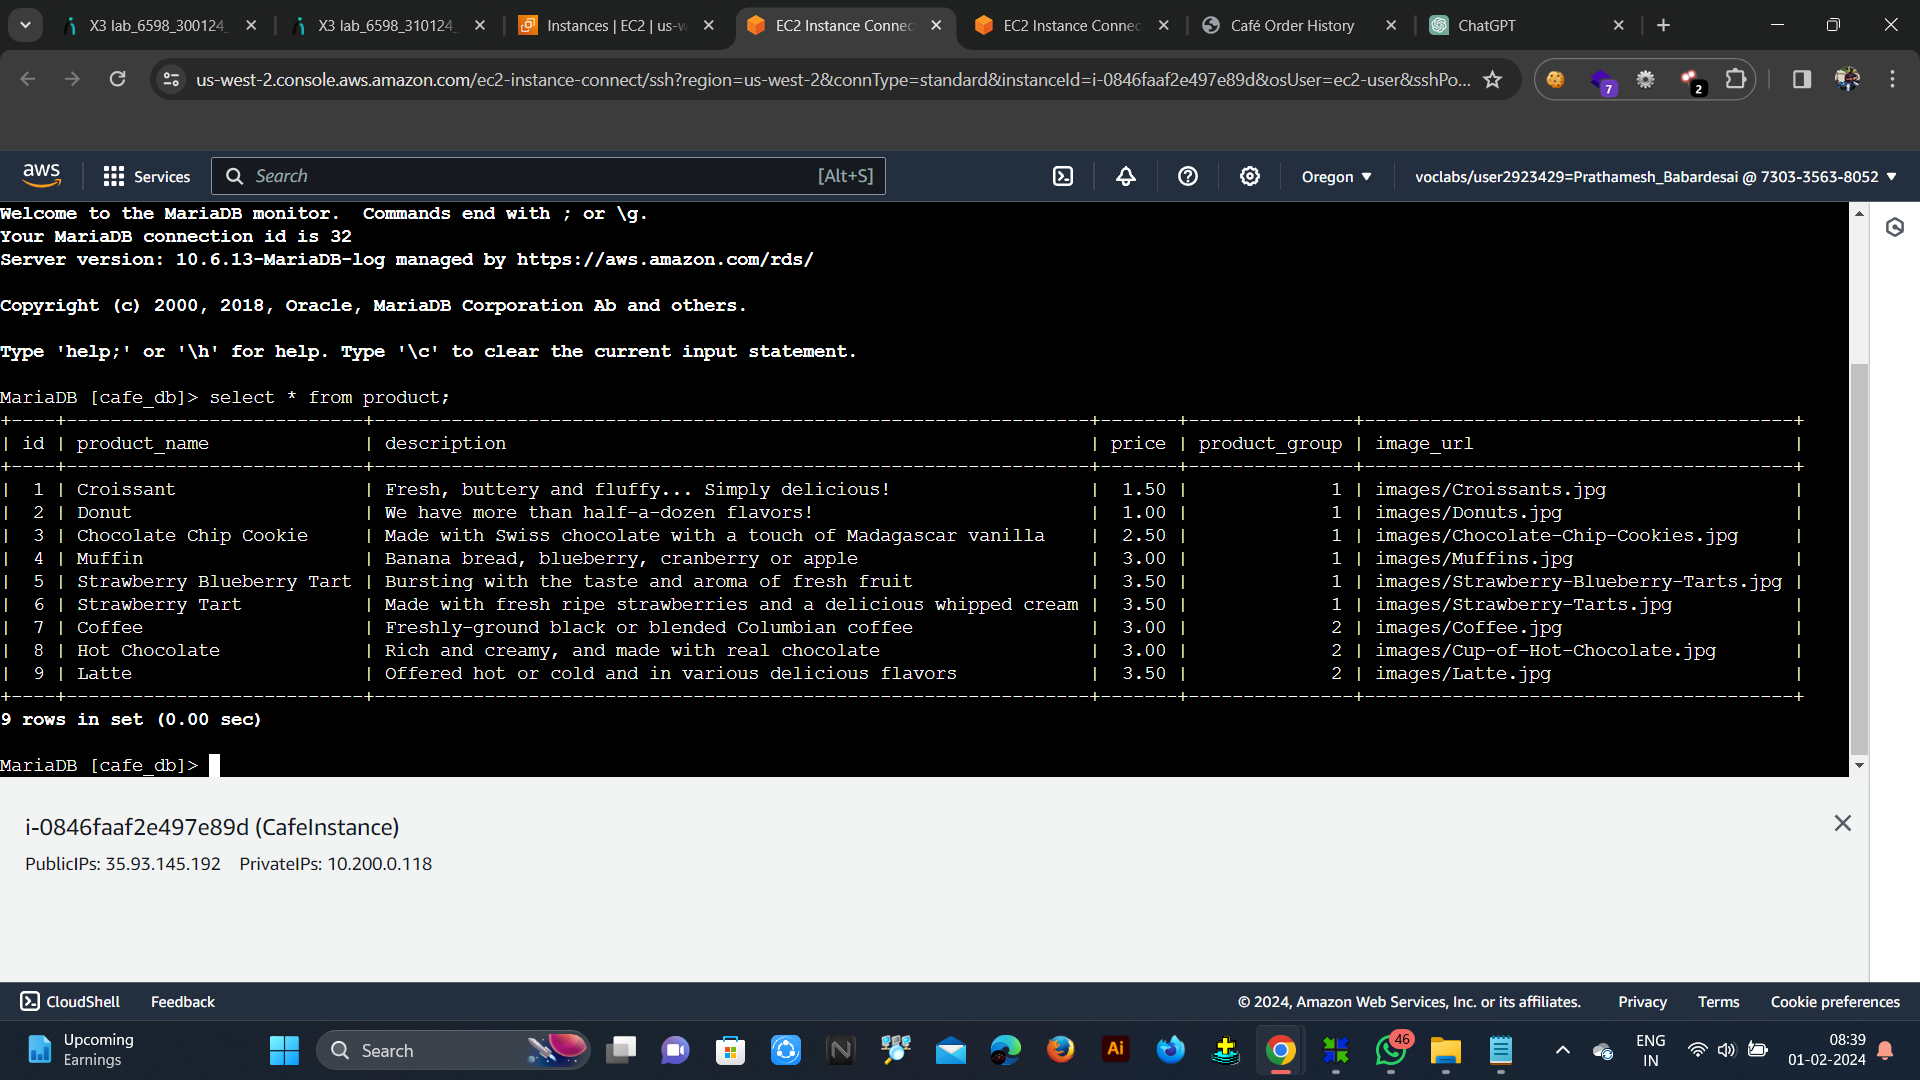 X3 lab_6598_300124_
X3 lab_6598_310124_
Instances | EC2 | us-w
EC2 Instance Connec
EC2 Instance Connec
Café Order History
ChatGPT
us-west-2.console.aws.amazon.com/ec2-instance-connect/ssh?region=us-west-2&connType=standard&instanceId=i-0846faaf2e497e89d&osUser=ec2-user&sshPo...
7
2
aws
Services
Search
[Alt+S]
Oregon ▼
voclabs/user2923429=Prathamesh_Babardesai @ 7303-3563-8052 ▼
Welcome to the MariaDB monitor.  Commands end with ; or \g.
Your MariaDB connection id is 32
Server version: 10.6.13-MariaDB-log managed by https://aws.amazon.com/rds/
Copyright (c) 2000, 2018, Oracle, MariaDB Corporation Ab and others.
Type 'help;' or '\h' for help. Type '\c' to clear the current input statement.
MariaDB [cafe_db]> select * from product;
+----+---------------------------+-----------------------------------------------------------------+-------+---------------+---------------------------------------+
| id | product_name              | description                                                     | price | product_group | image_url                             |
+----+---------------------------+-----------------------------------------------------------------+-------+---------------+---------------------------------------+
|  1 | Croissant                 | Fresh, buttery and fluffy... Simply delicious!                  |  1.50 |             1 | images/Croissants.jpg                 |
|  2 | Donut                     | We have more than half-a-dozen flavors!                         |  1.00 |             1 | images/Donuts.jpg                     |
|  3 | Chocolate Chip Cookie     | Made with Swiss chocolate with a touch of Madagascar vanilla    |  2.50 |             1 | images/Chocolate-Chip-Cookies.jpg     |
|  4 | Muffin                    | Banana bread, blueberry, cranberry or apple                     |  3.00 |             1 | images/Muffins.jpg                    |
|  5 | Strawberry Blueberry Tart | Bursting with the taste and aroma of fresh fruit                |  3.50 |             1 | images/Strawberry-Blueberry-Tarts.jpg |
|  6 | Strawberry Tart           | Made with fresh ripe strawberries and a delicious whipped cream |  3.50 |             1 | images/Strawberry-Tarts.jpg           |
|  7 | Coffee                    | Freshly-ground black or blended Columbian coffee                |  3.00 |             2 | images/Coffee.jpg                     |
|  8 | Hot Chocolate             | Rich and creamy, and made with real chocolate                   |  3.00 |             2 | images/Cup-of-Hot-Chocolate.jpg       |
|  9 | Latte                     | Offered hot or cold and in various delicious flavors            |  3.50 |             2 | images/Latte.jpg                      |
+----+---------------------------+-----------------------------------------------------------------+-------+---------------+---------------------------------------+
9 rows in set (0.00 sec)
MariaDB [cafe_db]>
i-0846faaf2e497e89d (CafeInstance)
PublicIPs: 35.93.145.192    PrivateIPs: 10.200.0.118
CloudShell
Feedback
© 2024, Amazon Web Services, Inc. or its affiliates.
Privacy
Terms
Cookie preferences
Upcoming
Earnings
Search
N
Ai
46
ENG
IN
08:39
01-02-2024